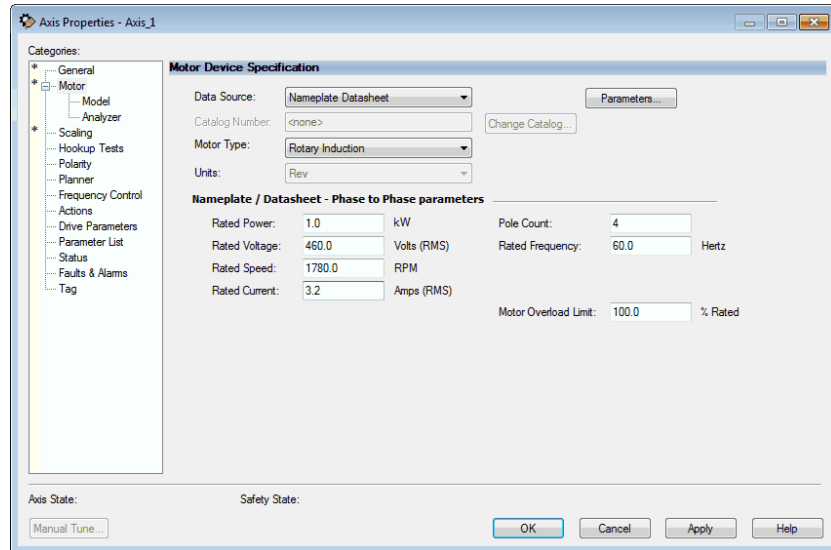 Axis Properties - Axis_1
Categories:
* General
* Motor
Model
Analyzer
* Scaling
Hookup Tests
Polarity
Planner
Frequency Control
Actions
Drive Parameters
Parameter List
Status
Faults & Alarms
Tag
Motor Device Specification
Data Source: Nameplate Datasheet Parameters...
Catalog Number: <none> Change Catalog...
Motor Type: Rotary Induction
Units: Rev
Nameplate / Datasheet - Phase to Phase parameters
Rated Power: 1.0 kW Pole Count: 4
Rated Voltage: 460.0 Volts (RMS) Rated Frequency: 60.0 Hertz
Rated Speed: 1780.0 RPM
Rated Current: 3.2 Amps (RMS)
Motor Overload Limit: 100.0 % Rated
Axis State: Safety State:
Manual Tune... OK Cancel Apply Help